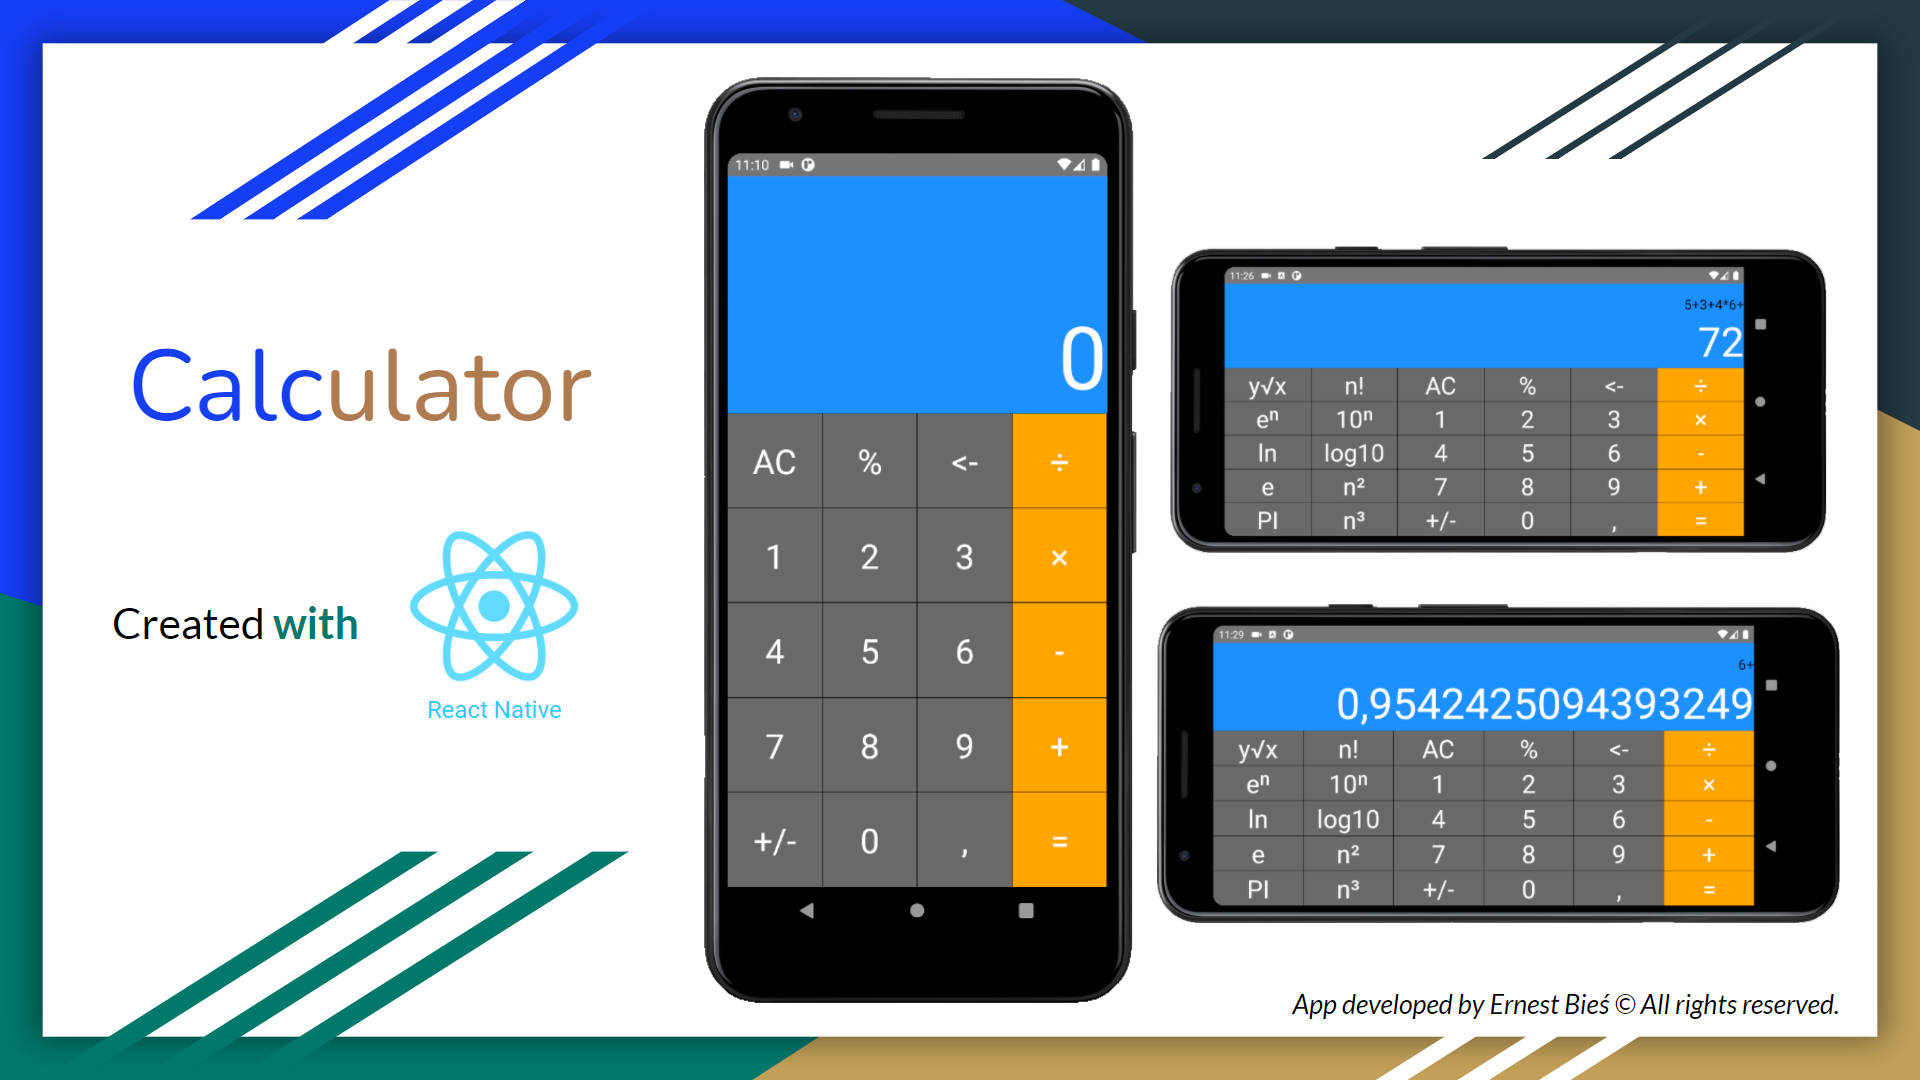 Calculator
Created with
React Native
11:10
0
AC % <- ÷
1 2 3 ×
4 5 6 -
7 8 9 +
+/- 0 , =
11:26
5+3+4*6+
72
y√x n! AC % <- ÷
eⁿ 10ⁿ 1 2 3 ×
ln log10 4 5 6 -
e n² 7 8 9 +
PI n³ +/- 0 , =
11:29
6+
0,9542425094393249
y√x n! AC % <- ÷
eⁿ 10ⁿ 1 2 3 ×
ln log10 4 5 6 -
e n² 7 8 9 +
PI n³ +/- 0 , =
App developed by Ernest Bieś © All rights reserved.